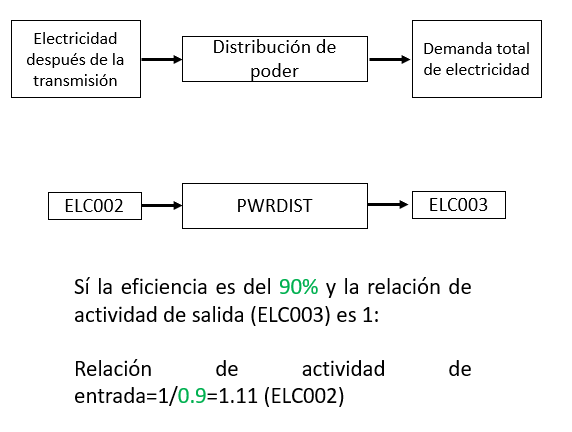 Electricidad
después de la
transmisión
Distribución de
poder
Demanda total
de electricidad
ELC002
PWRDIST
ELC003
Sí la eficiencia es del 90% y la relación de
actividad de salida (ELC003) es 1:
Relación de actividad de
entrada=1/0.9=1.11 (ELC002)